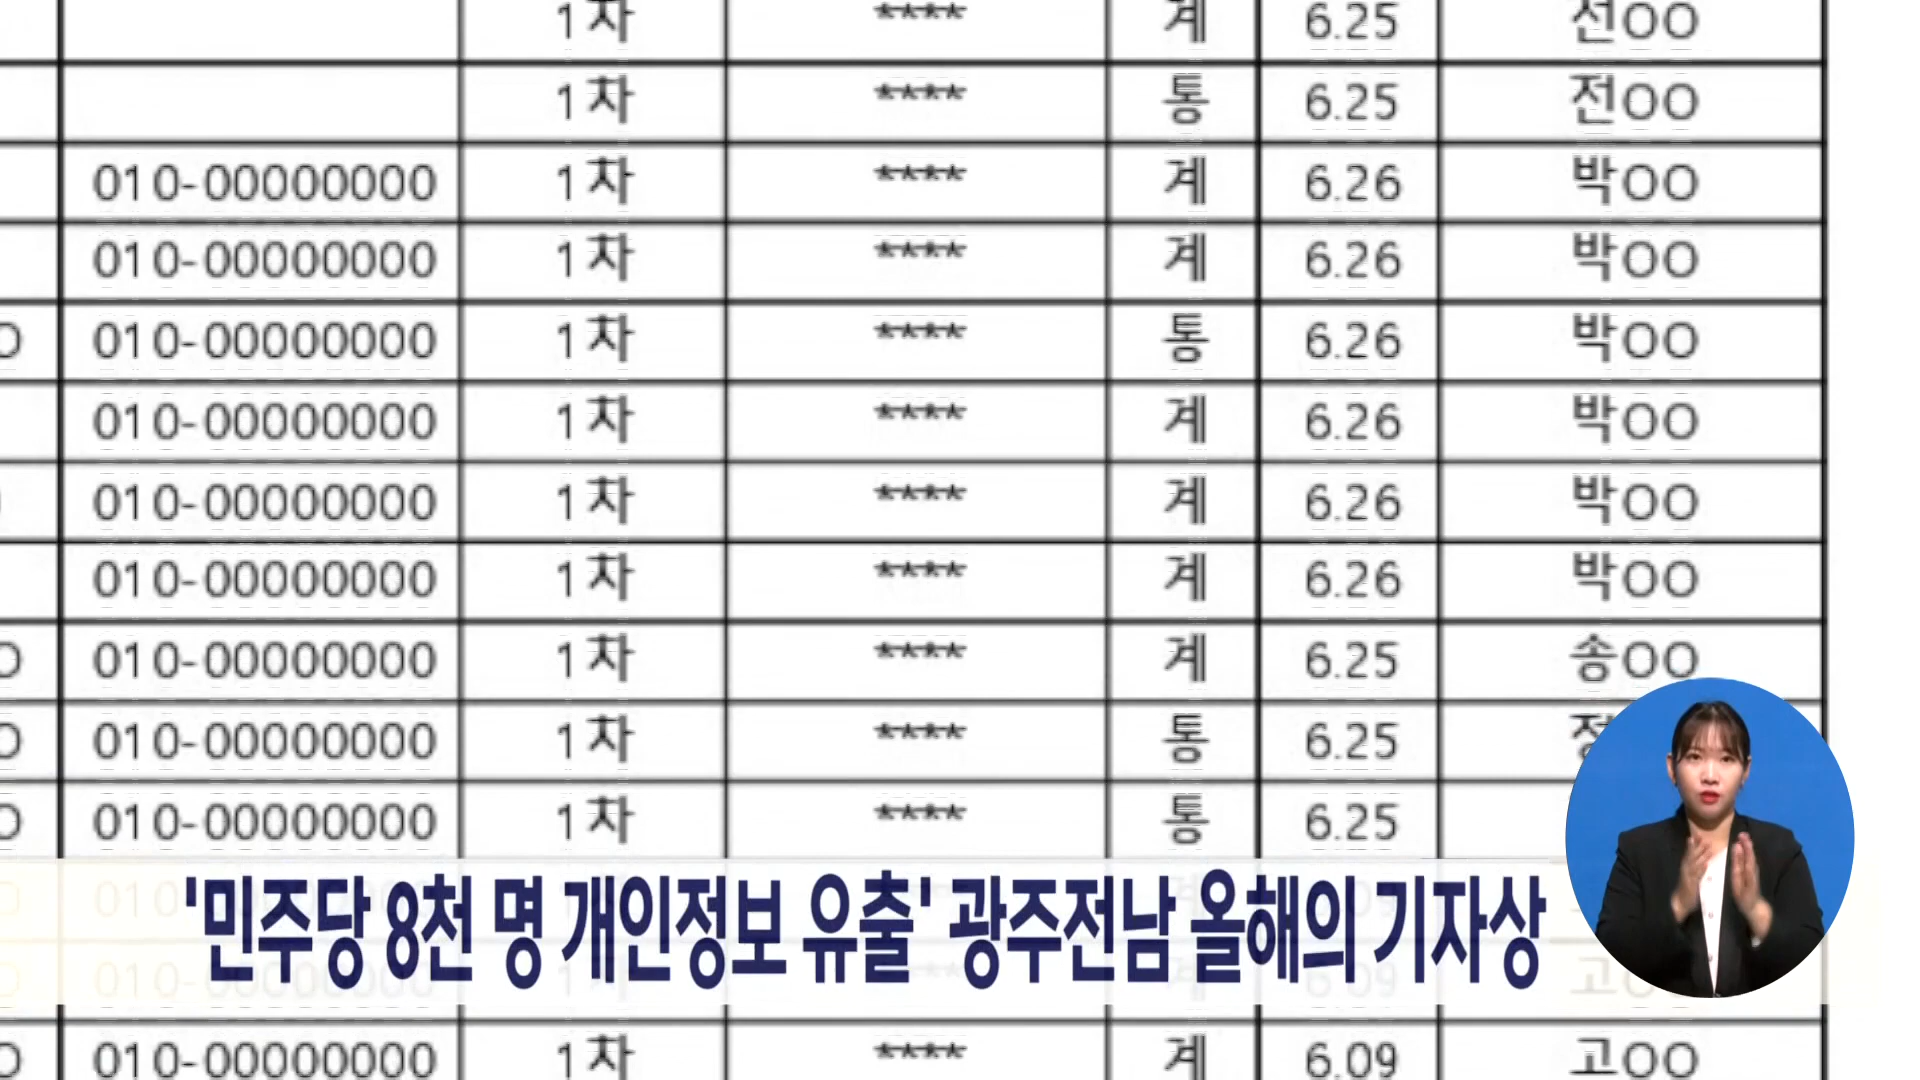 1차 **** 계 6.25 전OO
1차 **** 통 6.25 전OO
010-00000000 1차 **** 계 6.26 박OO
010-00000000 1차 **** 계 6.26 박OO
O 010-00000000 1차 **** 통 6.26 박OO
010-00000000 1차 **** 계 6.26 박OO
010-00000000 1차 **** 계 6.26 박OO
010-00000000 1차 **** 계 6.26 박OO
O 010-00000000 1차 **** 계 6.25 송OO
O 010-00000000 1차 **** 통 6.25 정
O 010-00000000 1차 **** 통 6.25
'민주당 8천 명 개인정보 유출' 광주전남 올해의 기자상
O 010-00000000 1차 **** 계 6.09 고OO